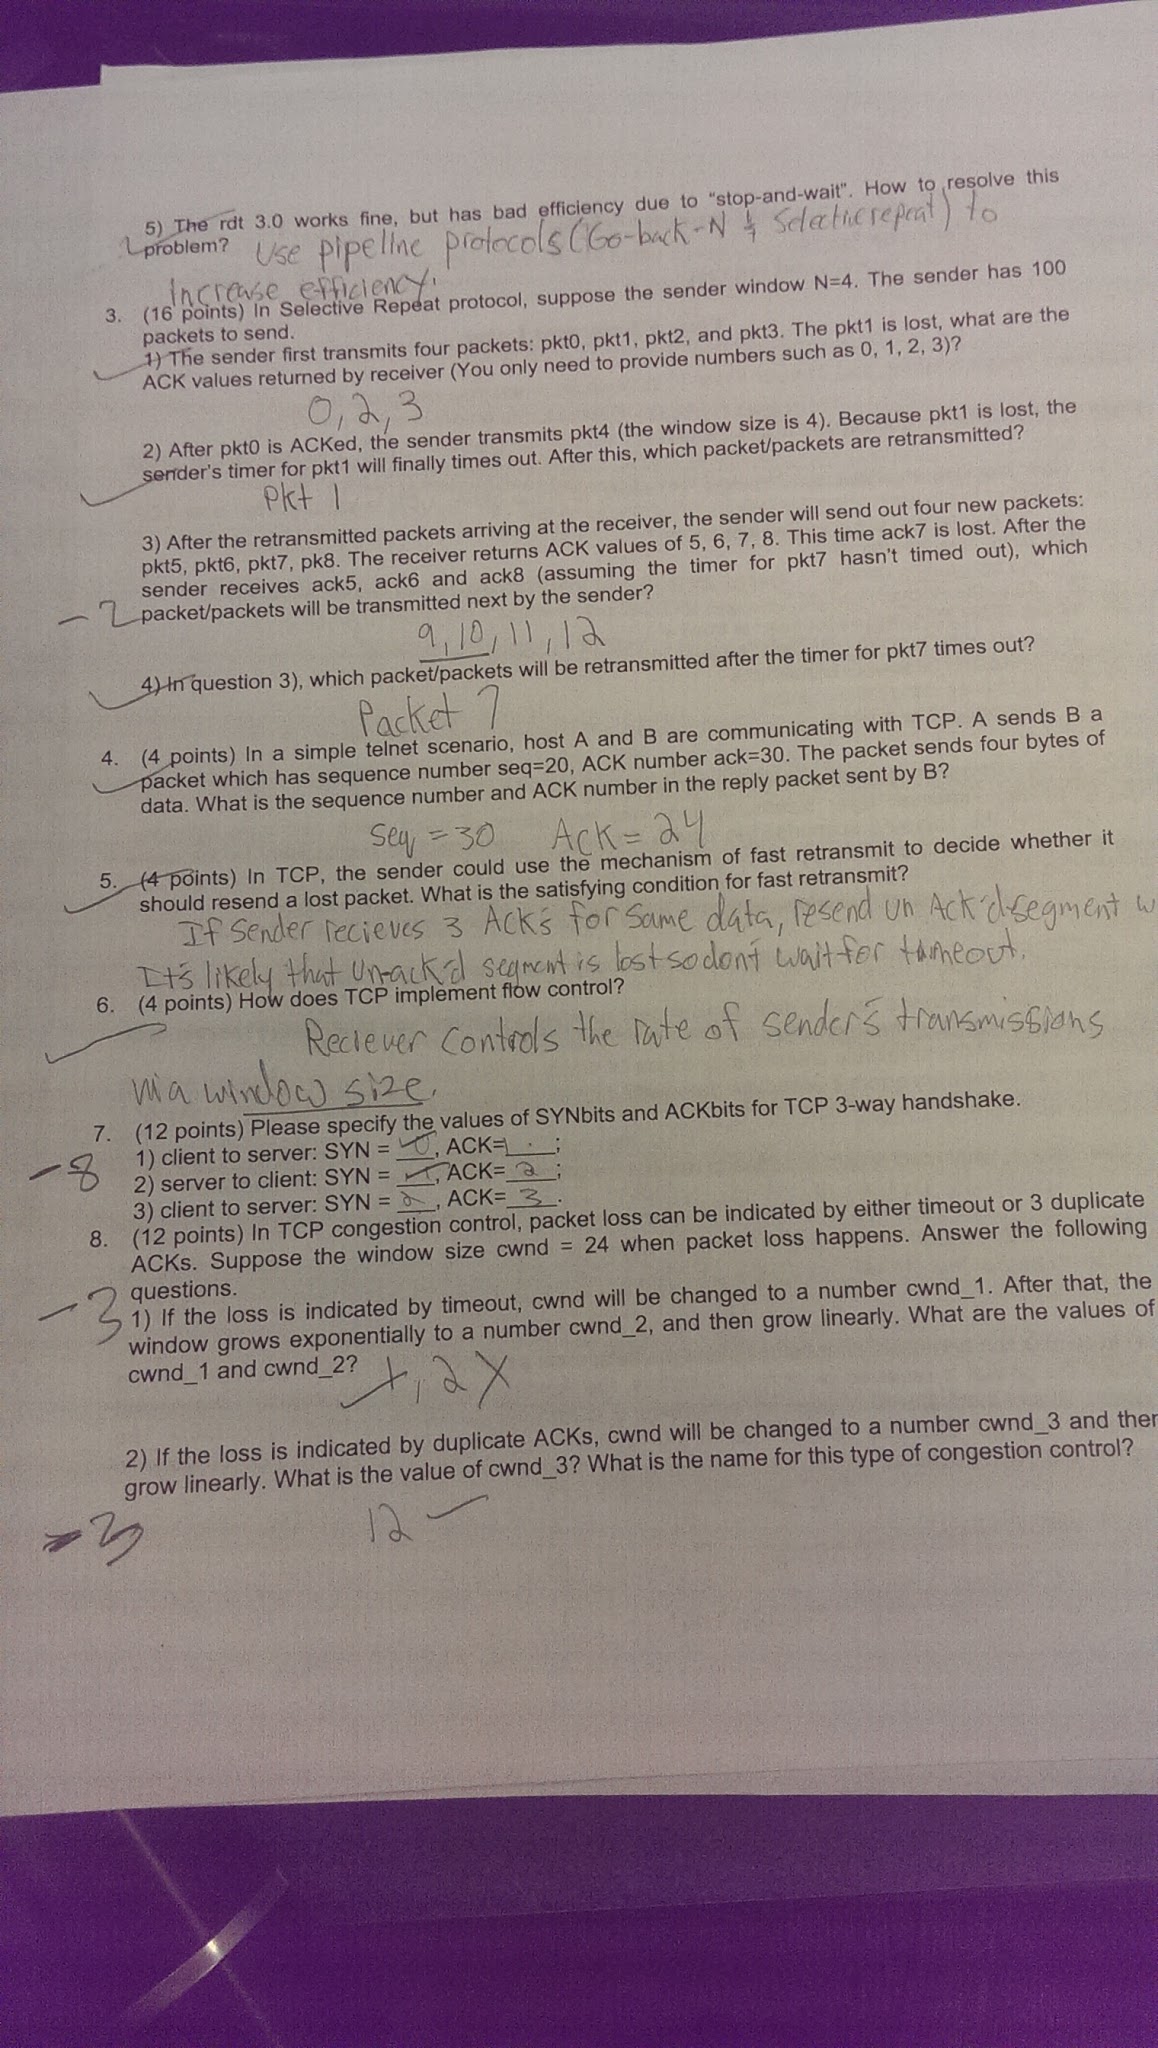 5) The rdt 3.0 works fine, but has bad efficiency due to "stop-and-wait". How to resolve this
problem? Use pipeline protocols (Go-back-N & Selective repeat) to
increase efficiency.
3. (16 points) In Selective Repeat protocol, suppose the sender window N=4. The sender has 100
packets to send.
1) The sender first transmits four packets: pkt0, pkt1, pkt2, and pkt3. The pkt1 is lost, what are the
ACK values returned by receiver (You only need to provide numbers such as 0, 1, 2, 3)?
0, 2, 3
2) After pkt0 is ACKed, the sender transmits pkt4 (the window size is 4). Because pkt1 is lost, the
sender's timer for pkt1 will finally times out. After this, which packet/packets are retransmitted?
Pkt 1
3) After the retransmitted packets arriving at the receiver, the sender will send out four new packets:
pkt5, pkt6, pkt7, pk8. The receiver returns ACK values of 5, 6, 7, 8. This time ack7 is lost. After the
sender receives ack5, ack6 and ack8 (assuming the timer for pkt7 hasn't timed out), which
-2 packet/packets will be transmitted next by the sender?
9, 10, 11, 12
4) In question 3), which packet/packets will be retransmitted after the timer for pkt7 times out?
Packet 7
4. (4 points) In a simple telnet scenario, host A and B are communicating with TCP. A sends B a
packet which has sequence number seq=20, ACK number ack=30. The packet sends four bytes of
data. What is the sequence number and ACK number in the reply packet sent by B?
Seq = 30 ACK = 24
5. (4 points) In TCP, the sender could use the mechanism of fast retransmit to decide whether it
should resend a lost packet. What is the satisfying condition for fast retransmit?
If Sender recieves 3 Ack's for same data, resend un Ack'd segment w
It's likely that un-ack'd segment is lost so don't wait for timeout.
6. (4 points) How does TCP implement flow control?
Reciever controls the rate of sender's transmissions
via window size.
7. (12 points) Please specify the values of SYNbits and ACKbits for TCP 3-way handshake.
1) client to server: SYN = 0, ACK=1;
-8 2) server to client: SYN = 1, ACK= 2;
3) client to server: SYN = 2, ACK= 3.
8. (12 points) In TCP congestion control, packet loss can be indicated by either timeout or 3 duplicate
ACKs. Suppose the window size cwnd = 24 when packet loss happens. Answer the following
questions.
-3 1) If the loss is indicated by timeout, cwnd will be changed to a number cwnd_1. After that, the
window grows exponentially to a number cwnd_2, and then grow linearly. What are the values of
cwnd_1 and cwnd_2? 1, 2 X
2) If the loss is indicated by duplicate ACKs, cwnd will be changed to a number cwnd_3 and then
grow linearly. What is the value of cwnd_3? What is the name for this type of congestion control?
-3 12